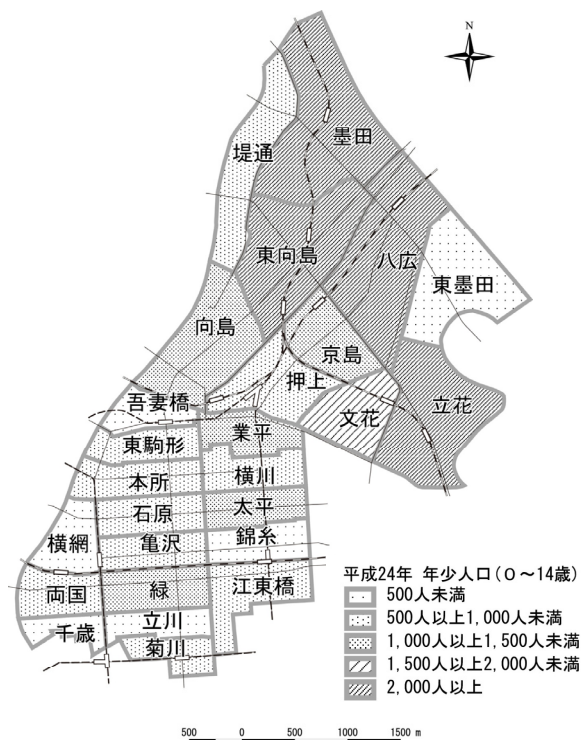 N
墨田
堤通
東向島
八広
東墨田
向島
京島
押上
立花
文花
吾妻橋
業平
東駒形
本所
横川
石原
太平
横網
亀沢
錦糸
両国
緑
江東橋
千歳
立川
菊川
平成24年 年少人口(0~14歳)
500人未満
500人以上1,000人未満
1,000人以上1,500人未満
1,500人以上2,000人未満
2,000人以上
500 0 500 1000 1500 m